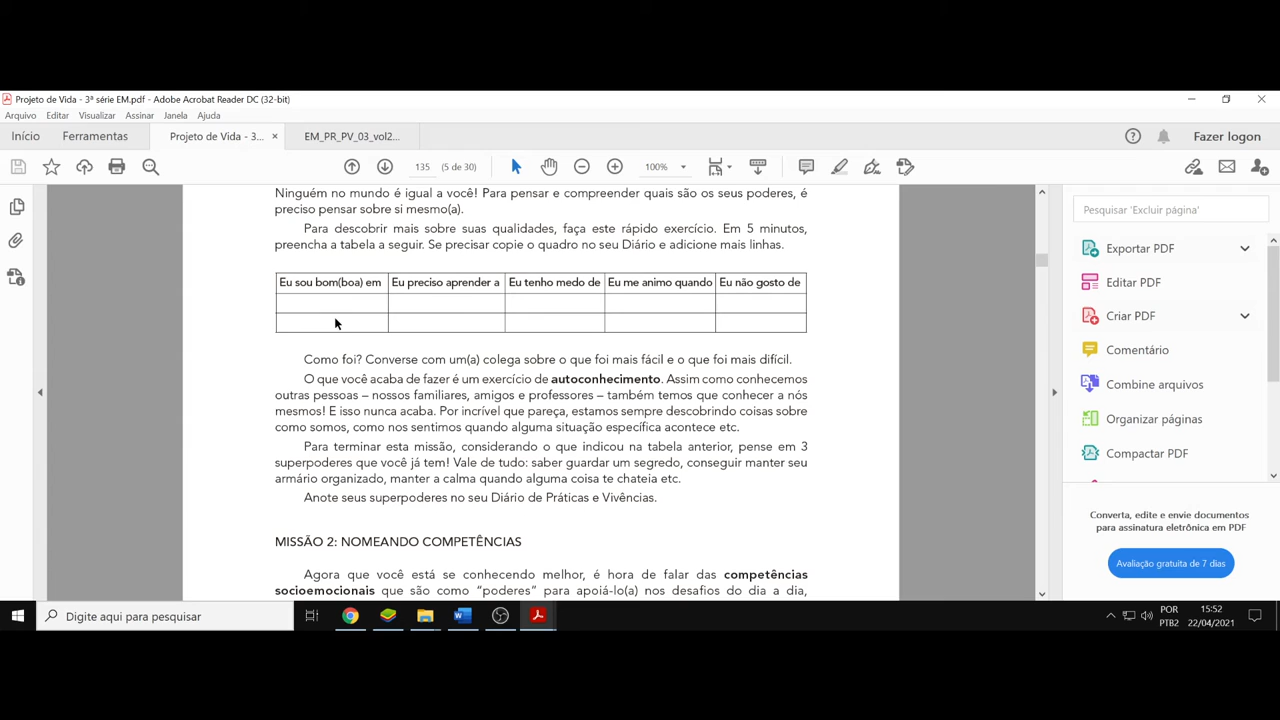 Projeto de Vida - 3ª série EM.pdf - Adobe Acrobat Reader DC (32-bit)
Arquivo Editar Visualizar Assinar Janela Ajuda
Início Ferramentas Projeto de Vida - 3... × EM_PR_PV_03_vol2... Fazer logon
135 (5 de 30) 100%
Ninguém no mundo é igual a você! Para pensar e compreender quais são os seus poderes, é
preciso pensar sobre si mesmo(a).
Para descobrir mais sobre suas qualidades, faça este rápido exercício. Em 5 minutos,
preencha a tabela a seguir. Se precisar copie o quadro no seu Diário e adicione mais linhas.
Eu sou bom(boa) em Eu preciso aprender a Eu tenho medo de Eu me animo quando Eu não gosto de
Como foi? Converse com um(a) colega sobre o que foi mais fácil e o que foi mais difícil.
O que você acaba de fazer é um exercício de autoconhecimento. Assim como conhecemos
outras pessoas – nossos familiares, amigos e professores – também temos que conhecer a nós
mesmos! E isso nunca acaba. Por incrível que pareça, estamos sempre descobrindo coisas sobre
como somos, como nos sentimos quando alguma situação específica acontece etc.
Para terminar esta missão, considerando o que indicou na tabela anterior, pense em 3
superpoderes que você já tem! Vale de tudo: saber guardar um segredo, conseguir manter seu
armário organizado, manter a calma quando alguma coisa te chateia etc.
Anote seus superpoderes no seu Diário de Práticas e Vivências.
MISSÃO 2: NOMEANDO COMPETÊNCIAS
Agora que você está se conhecendo melhor, é hora de falar das competências
socioemocionais que são como “poderes” para apoiá-lo(a) nos desafios do dia a dia,
Pesquisar 'Excluir página'
Exportar PDF
Editar PDF
Criar PDF
Comentário
Combine arquivos
Organizar páginas
Compactar PDF
Converta, edite e envie documentos
para assinatura eletrônica em PDF
Avaliação gratuita de 7 dias
Digite aqui para pesquisar
POR
PTB2
15:52
22/04/2021